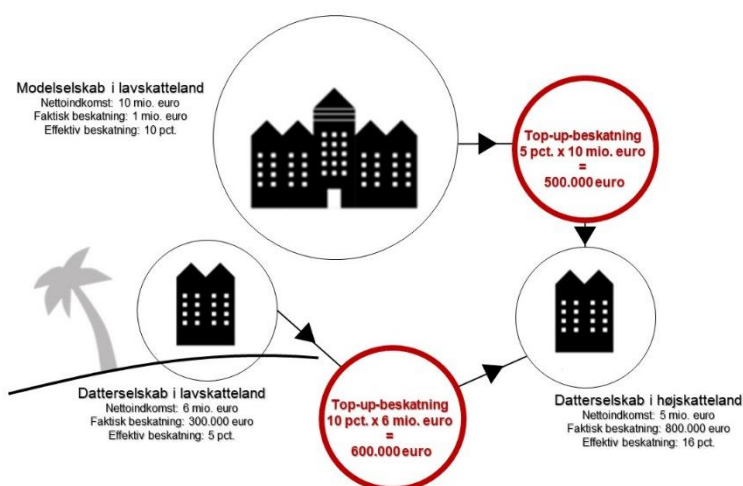 Modelselskab i lavskatteland
Nettoindkomst: 10 mio. euro
Faktisk beskatning: 1 mio. euro
Effektiv beskatning: 10 pct.
Top-up-beskatning
5 pct. x 10 mio. euro
=
500.000 euro
Datterselskab i lavskatteland
Nettoindkomst: 6 mio. euro
Faktisk beskatning: 300.000 euro
Effektiv beskatning: 5 pct.
Top-up-beskatning
10 pct. x 6 mio. euro
=
600.000 euro
Datterselskab i højskatteland
Nettoindkomst: 5 mio. euro
Faktisk beskatning: 800.000 euro
Effektiv beskatning: 16 pct.